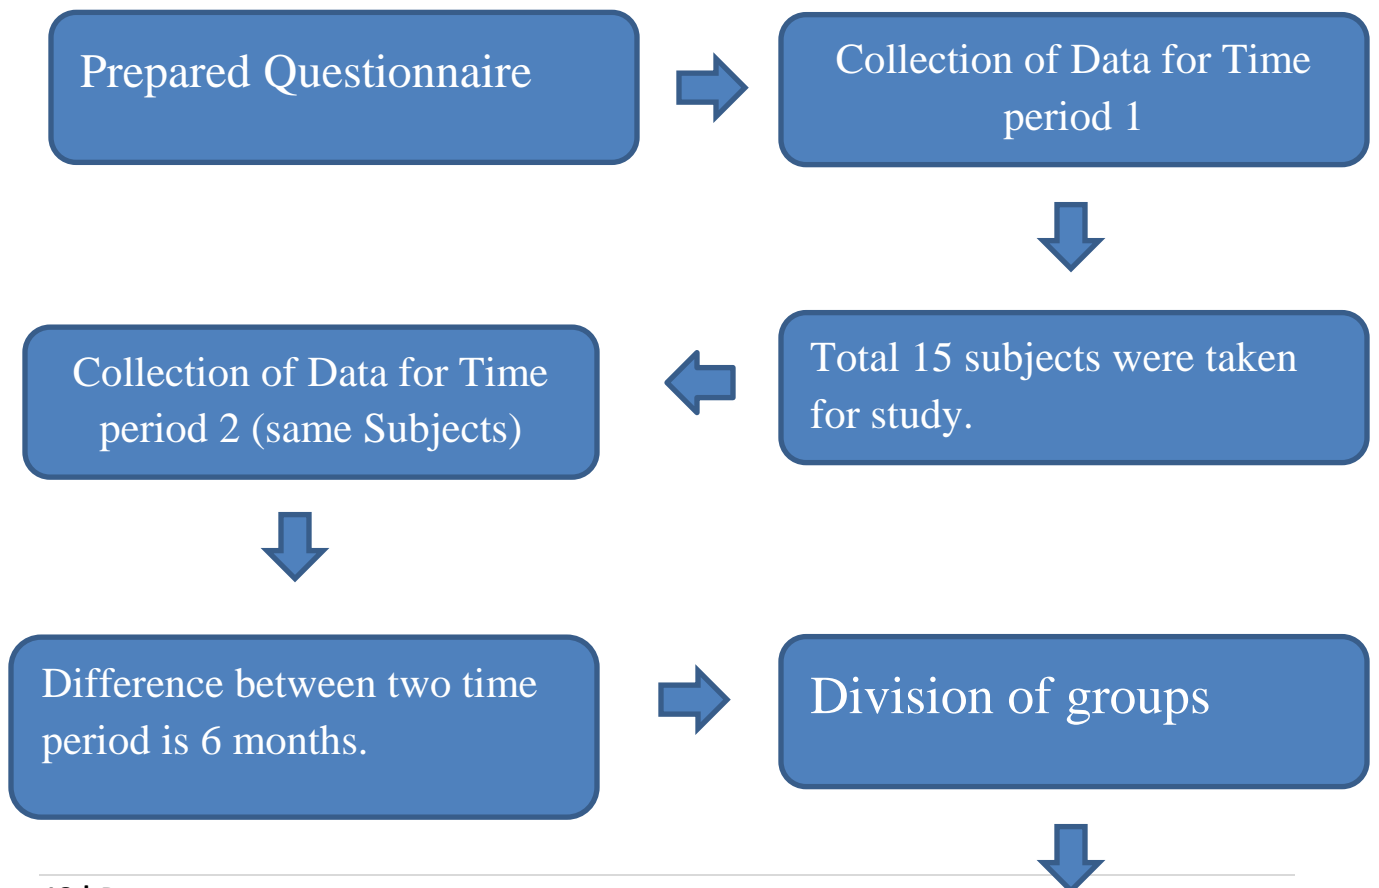 Prepared Questionnaire
Collection of Data for Time
period 1
Total 15 subjects were taken
for study.
Collection of Data for Time
period 2 (same Subjects)
Difference between two time
period is 6 months.
Division of groups